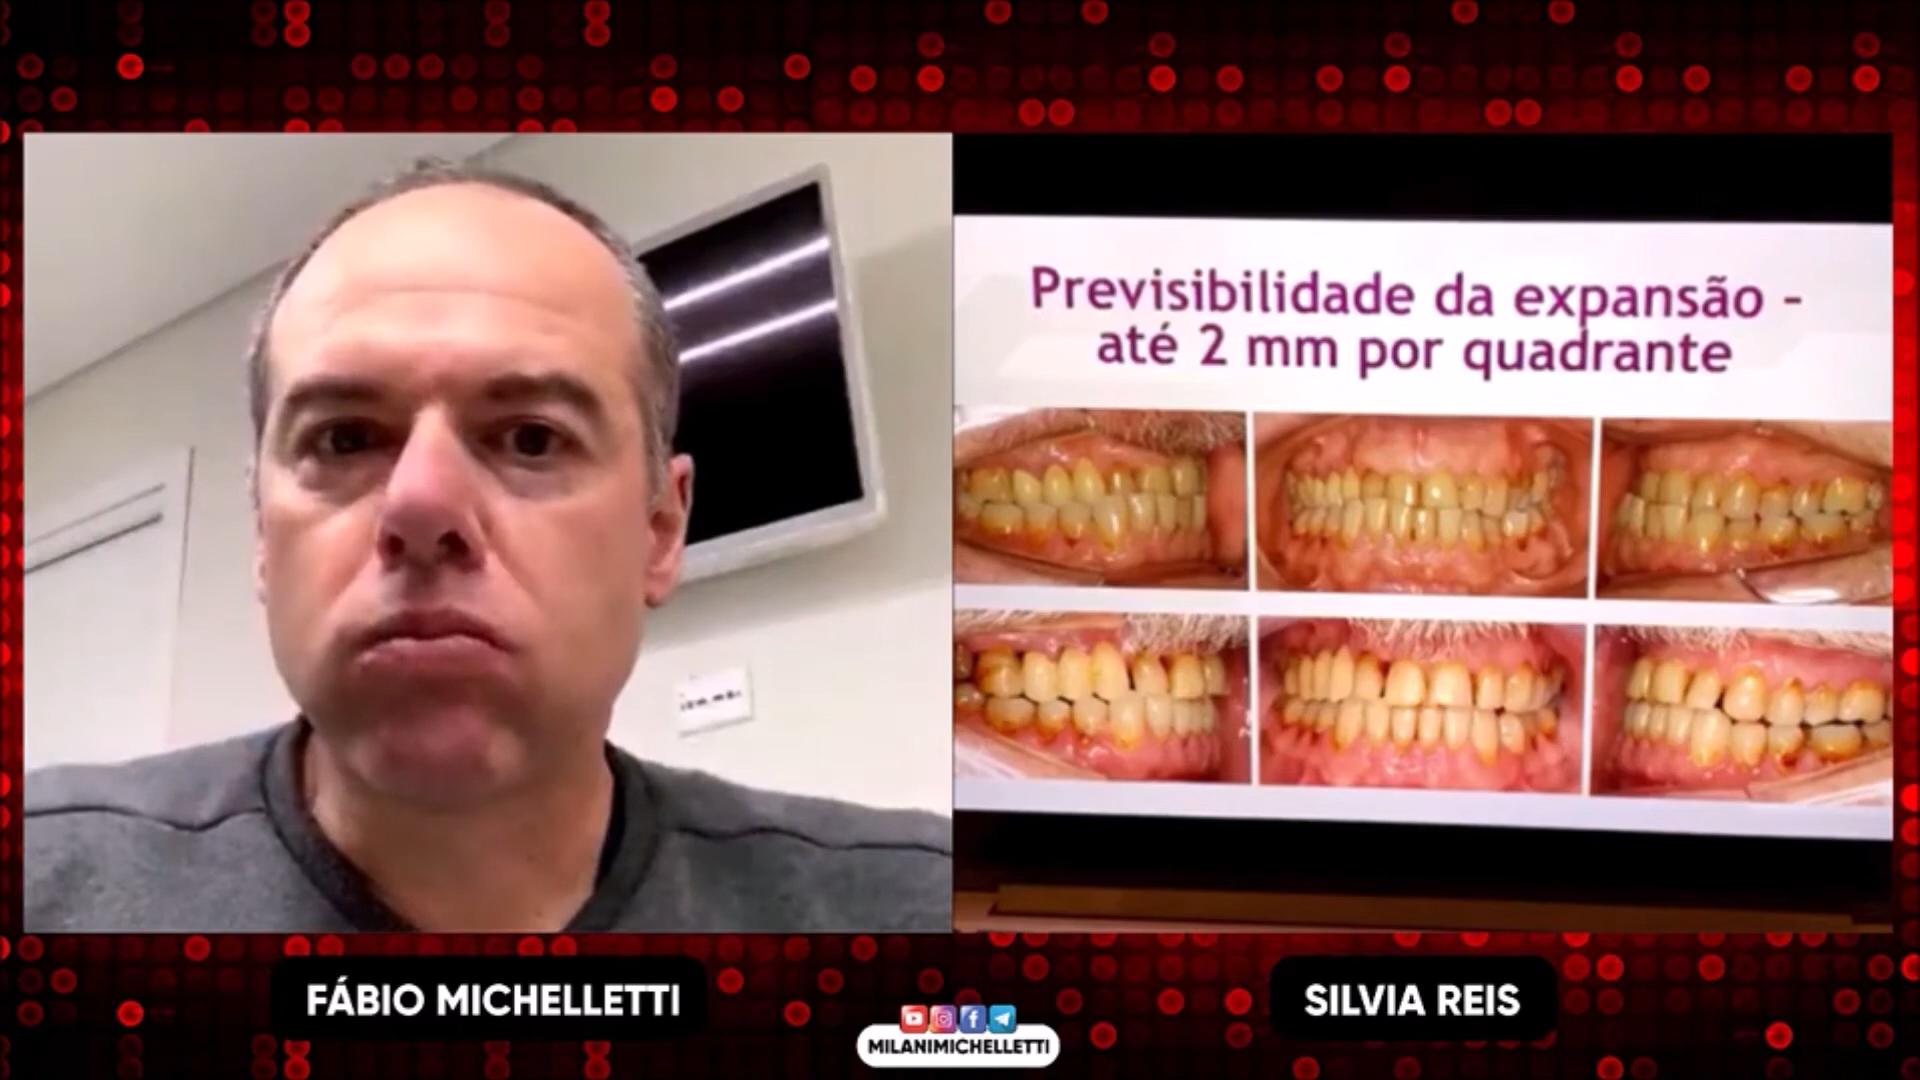 Previsibilidade da expansão -
até 2 mm por quadrante
FÁBIO MICHELLETTI
SILVIA REIS
MILANIMICHELLETTI